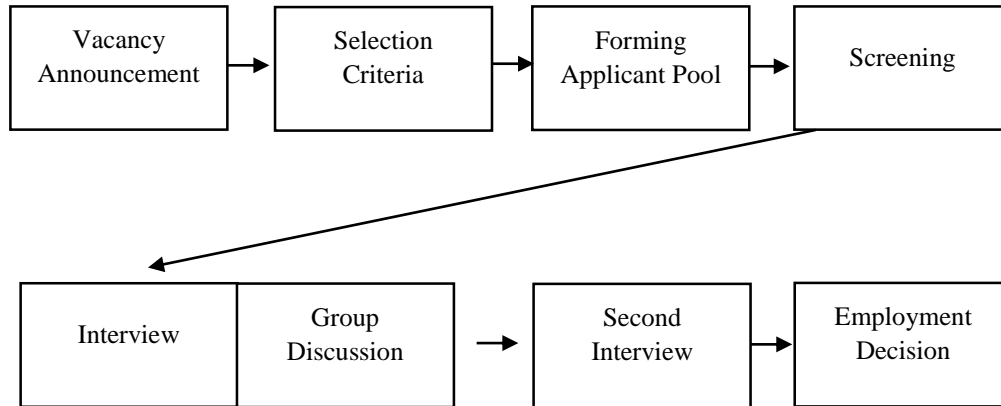 Vacancy
Announcement
Selection
Criteria
Forming
Applicant Pool
Screening
Interview
Group
Discussion
Second
Interview
Employment
Decision